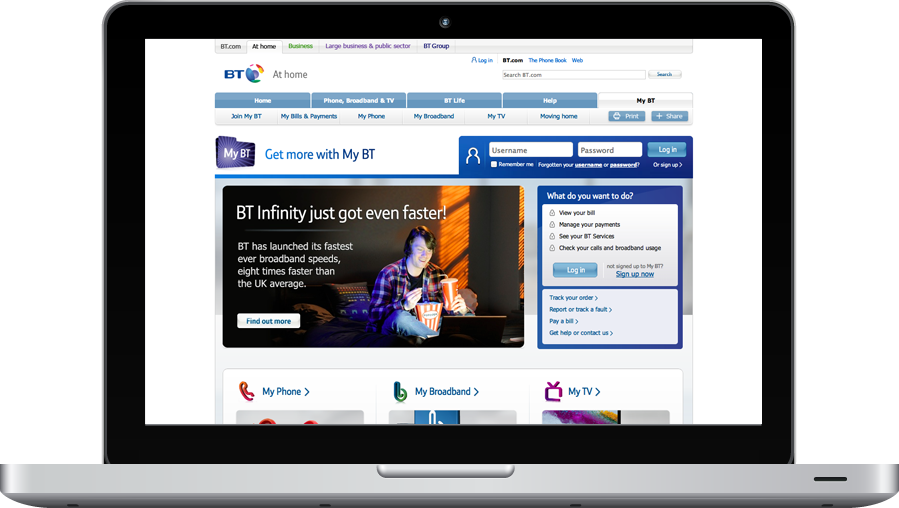 BT.com At home Business Large business & public sector BT Group
Log in BT.com The Phone Book Web
BT At home
Search BT.com Search
Home Phone, Broadband & TV BT Life Help My BT
Join My BT My Bills & Payments My Phone My Broadband My TV Moving home Print Share
My BT Get more with My BT
Username Password Log in
Remember me Forgotten your username or password? Or sign up
BT Infinity just got even faster!
BT has launched its fastest
ever broadband speeds,
eight times faster than
the UK average.
Find out more
What do you want to do?
View your bill
Manage your payments
See your BT Services
Check your calls and broadband usage
Log in
not signed up to My BT?
Sign up now
Track your order
Report or track a fault
Pay a bill
Get help or contact us
My Phone My Broadband My TV